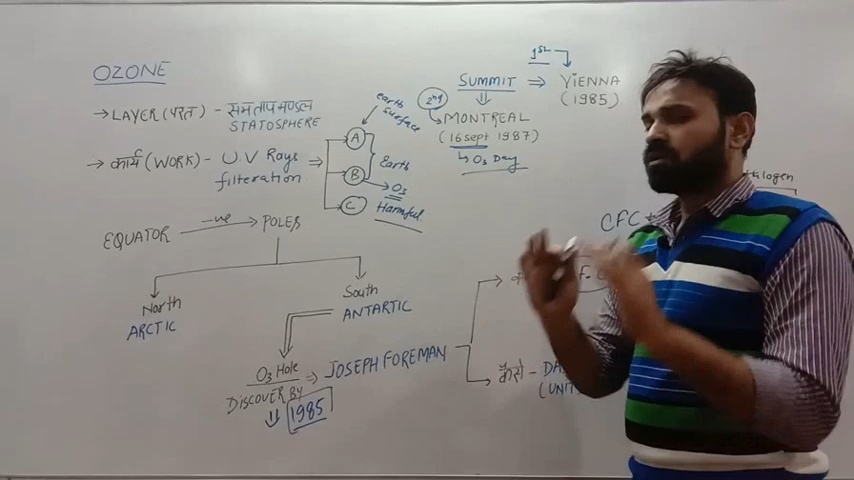 OZONE
→ LAYER (परत) - समतापमण्डल
STATOSPHERE
→ कार्य (WORK) - U.V Rays ⇒
filteration
A
B
C
earth surface
Earth
O3
Harmful
SUMMIT ⇒ 1st
VIENNA
(1985)
2nd
MONTREAL
(16 sept 1987)
O3 Day
CFC
EQUATOR -ve → POLES
North
ARCTIC
South
ANTARTIC
O3 Hole ⇒ JOSEPH FOREMAN
DISCOVER BY
1985
(UNIT